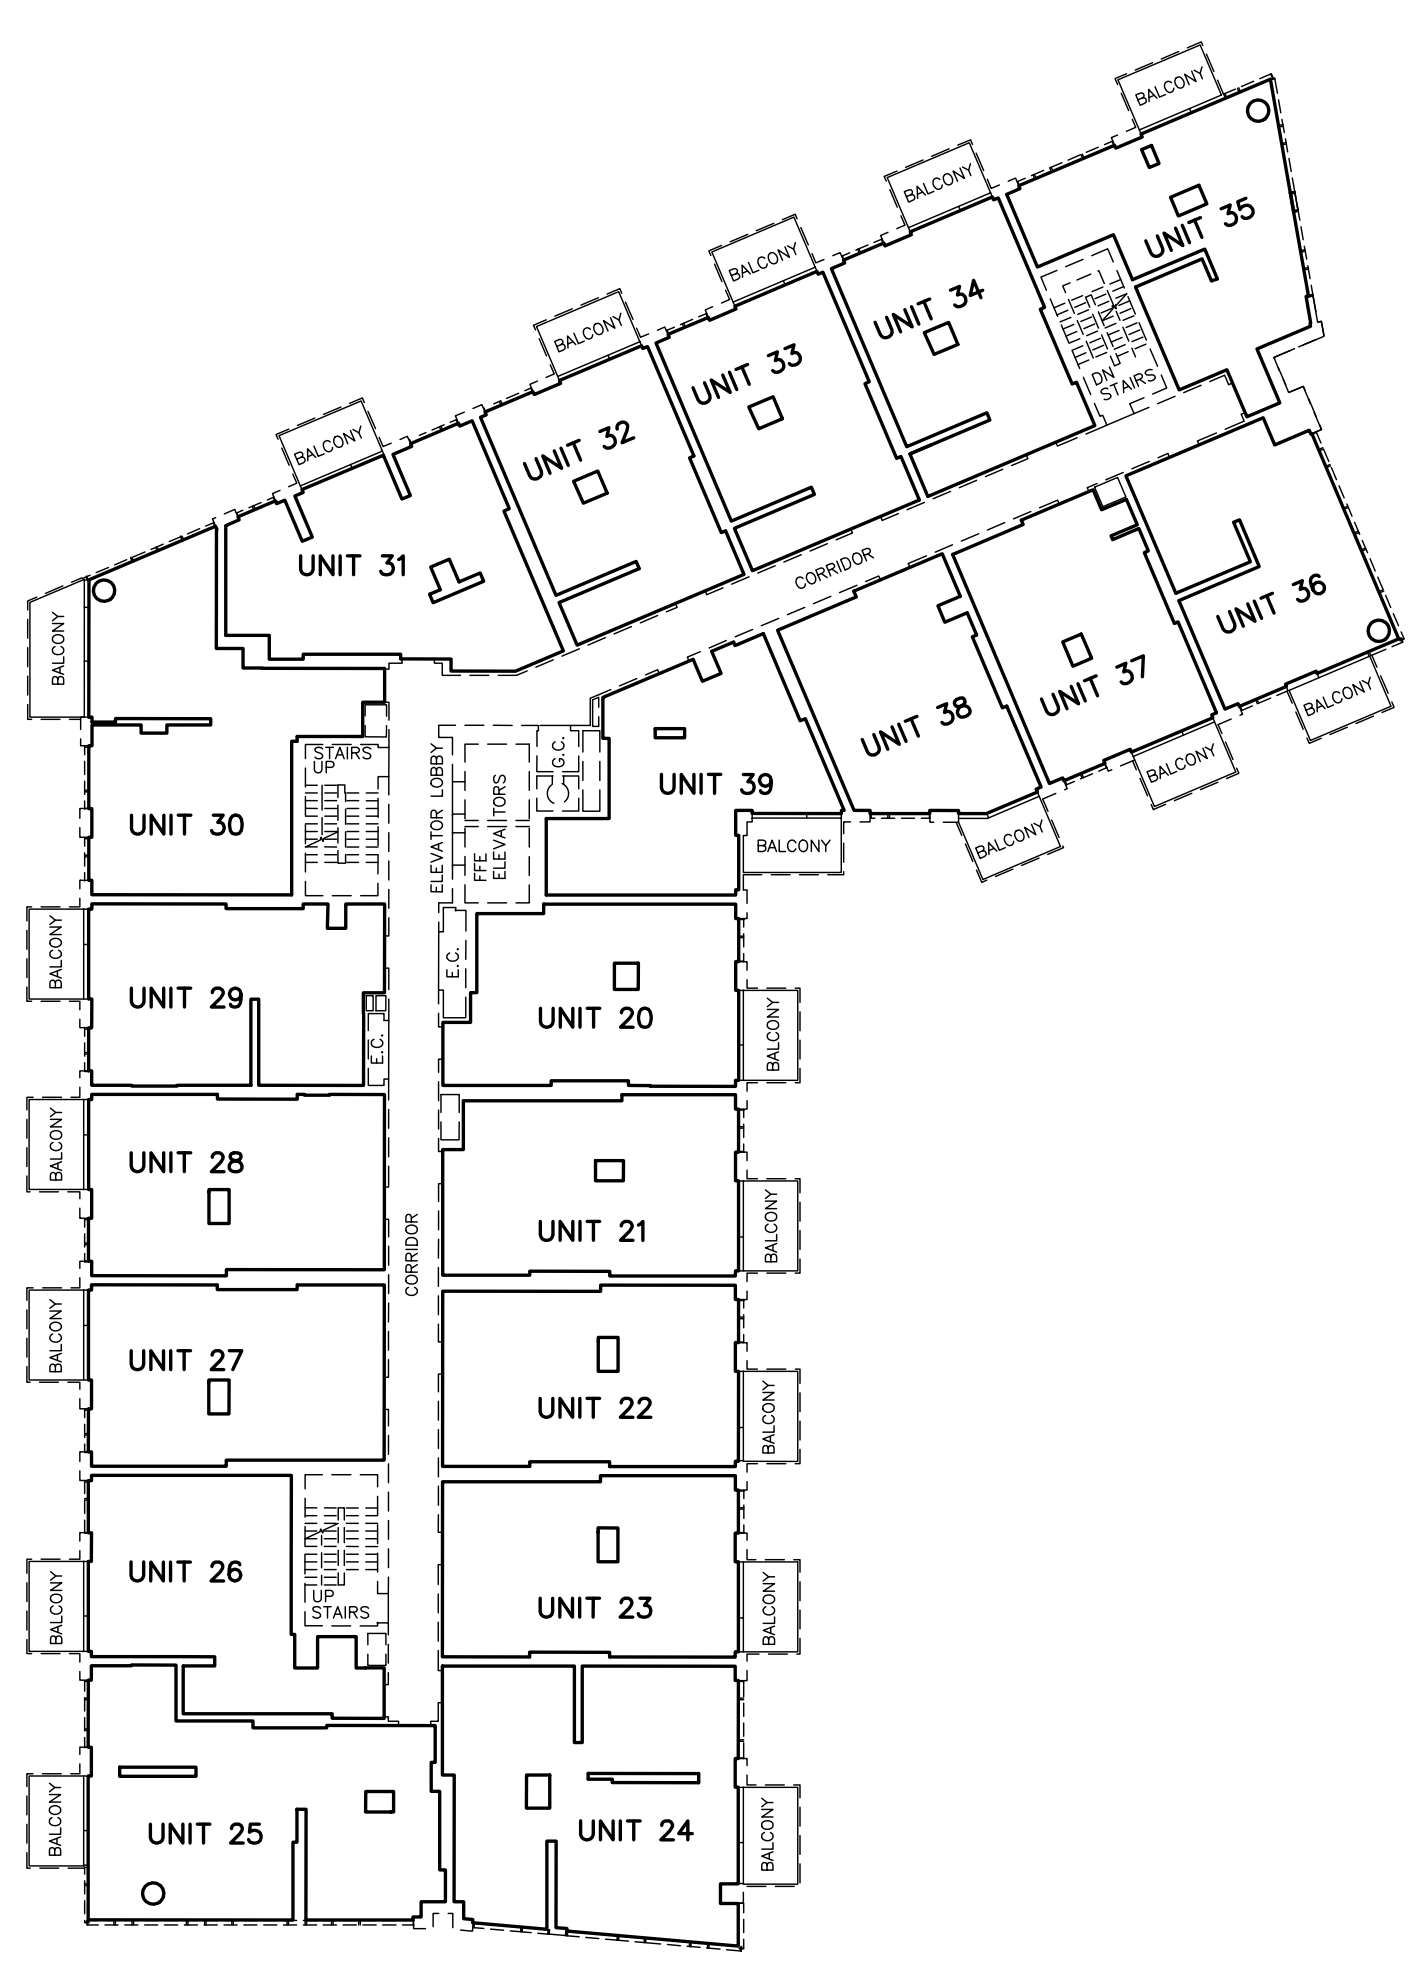 BALCONY
UNIT 35
BALCONY
UNIT 34
BALCONY
UNIT 33
DN
STAIRS
BALCONY
UNIT 32
BALCONY
UNIT 31
CORRIDOR
UNIT 36
BALCONY
BALCONY
UNIT 37
BALCONY
UNIT 38
BALCONY
UNIT 39
BALCONY
BALCONY
STAIRS
UP
ELEVATOR LOBBY
FFE
ELEVATORS
G.C.
UNIT 30
BALCONY
UNIT 29
E.C.
E.C.
UNIT 20
BALCONY
BALCONY
UNIT 28
UNIT 21
BALCONY
CORRIDOR
BALCONY
UNIT 27
UNIT 22
BALCONY
UNIT 26
BALCONY
UP
STAIRS
UNIT 23
BALCONY
BALCONY
UNIT 25
UNIT 24
BALCONY